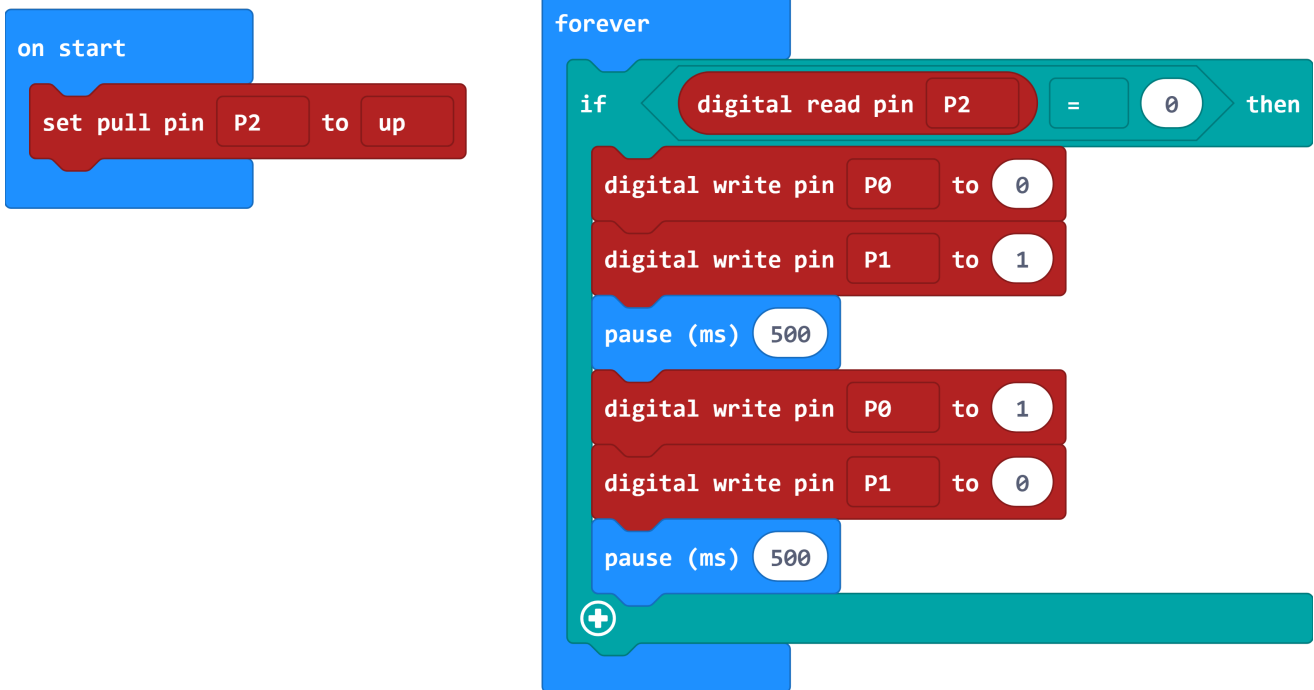 on start
set pull pin P2 to up
forever
if digital read pin P2 = 0 then
digital write pin P0 to 0
digital write pin P1 to 1
pause (ms) 500
digital write pin P0 to 1
digital write pin P1 to 0
pause (ms) 500